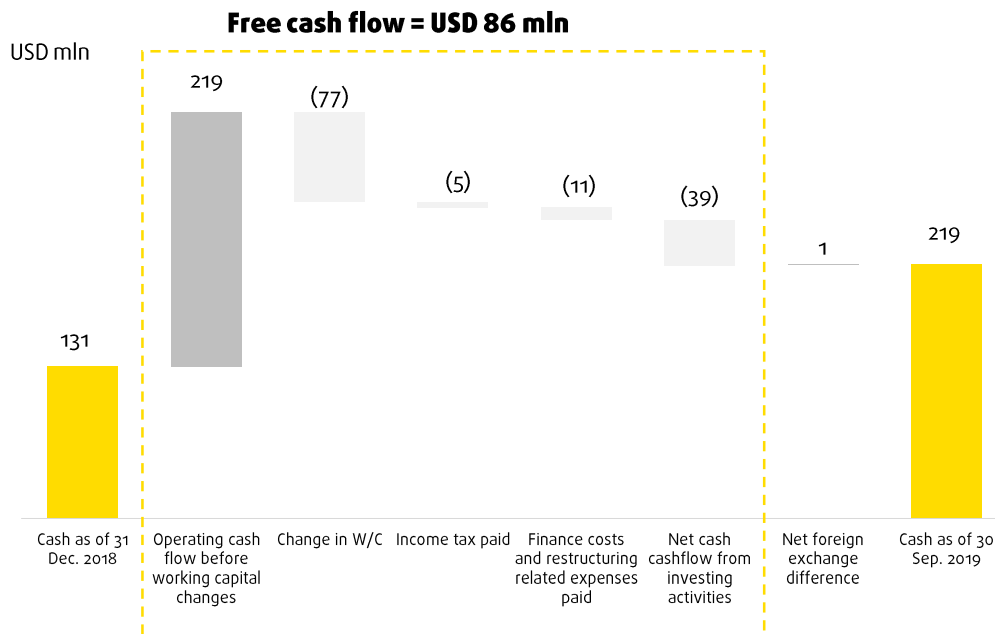 Free cash flow = USD 86 mln
USD mln
219
(77)
(5)
(11)
(39)
1
219
131
Cash as of 31
Dec. 2018
Operating cash
flow before
working capital
changes
Change in W/C
Income tax paid
Finance costs
and restructuring
related expenses
paid
Net cash
cashflow from
investing
activities
Net foreign
exchange
difference
Cash as of 30
Sep. 2019